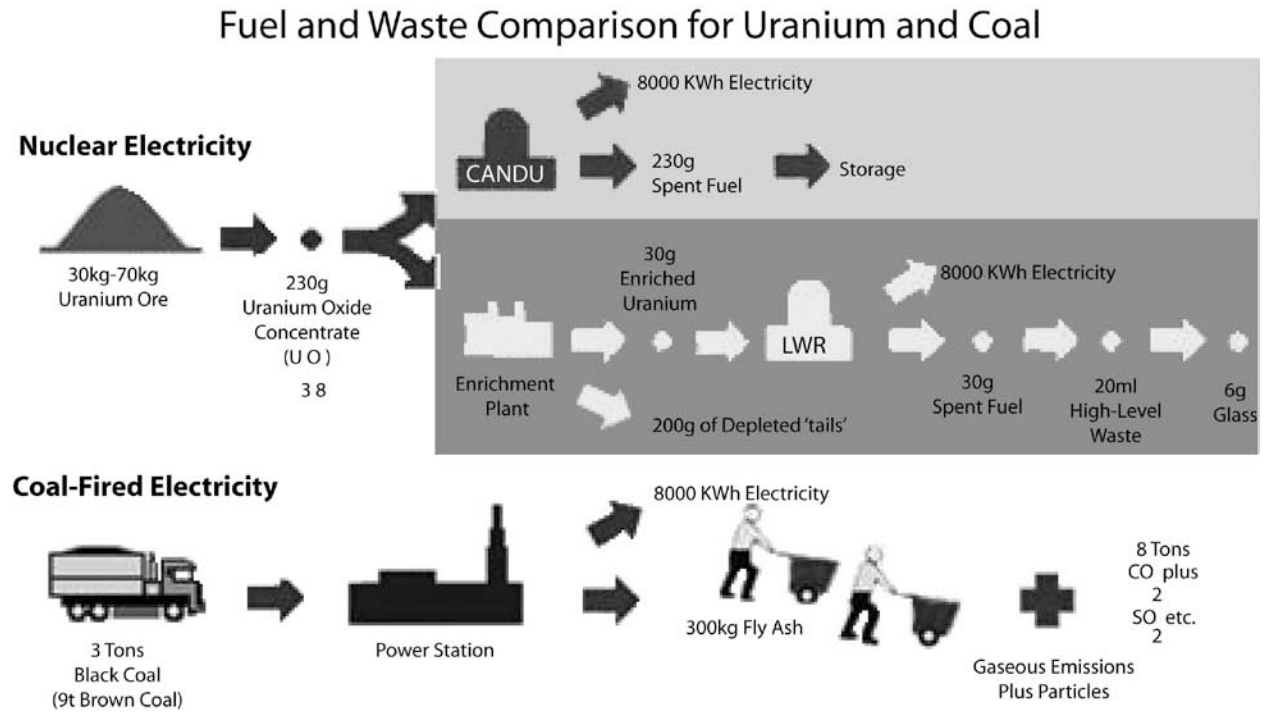 Fuel and Waste Comparison for Uranium and Coal
Nuclear Electricity
30kg-70kg
Uranium Ore
230g
Uranium Oxide
Concentrate
(U O )
3 8
CANDU
8000 KWh Electricity
230g
Spent Fuel
Storage
Enrichment
Plant
30g
Enriched
Uranium
200g of Depleted ‘tails’
LWR
8000 KWh Electricity
30g
Spent Fuel
20ml
High-Level
Waste
6g
Glass
Coal-Fired Electricity
3 Tons
Black Coal
(9t Brown Coal)
Power Station
8000 KWh Electricity
300kg Fly Ash
Gaseous Emissions
Plus Particles
8 Tons
CO plus
2
SO etc.
2